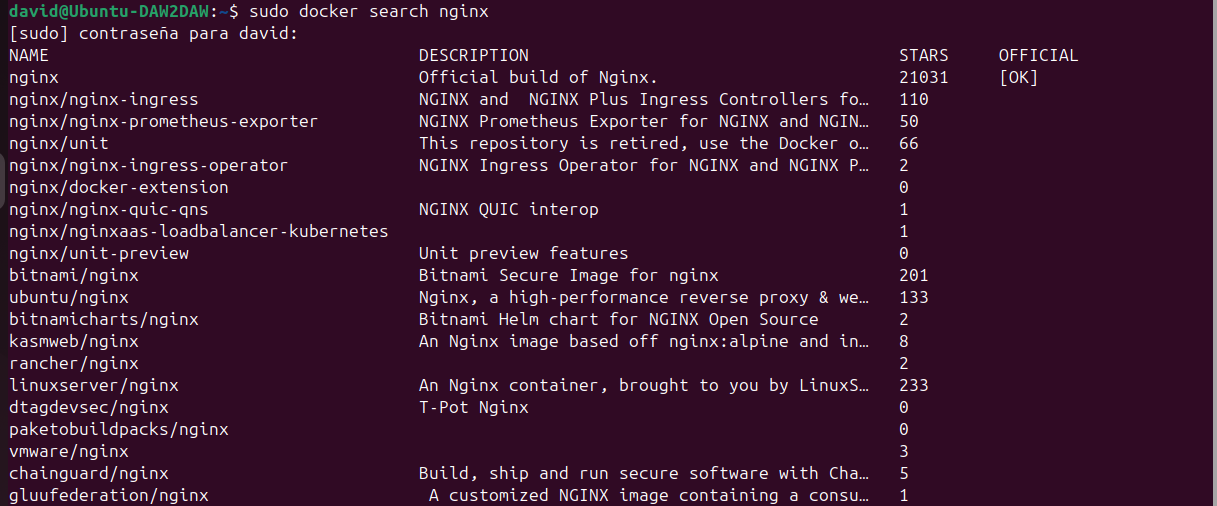 david@Ubuntu-DAW2DAW:~$ sudo docker search nginx
[sudo] contraseña para david:
NAME DESCRIPTION STARS OFFICIAL
nginx Official build of Nginx. 21031 [OK]
nginx/nginx-ingress NGINX and  NGINX Plus Ingress Controllers fo… 110
nginx/nginx-prometheus-exporter NGINX Prometheus Exporter for NGINX and NGIN… 50
nginx/unit This repository is retired, use the Docker o… 66
nginx/nginx-ingress-operator NGINX Ingress Operator for NGINX and NGINX P… 2
nginx/docker-extension 0
nginx/nginx-quic-qns NGINX QUIC interop 1
nginx/nginxaas-loadbalancer-kubernetes 1
nginx/unit-preview Unit preview features 0
bitnami/nginx Bitnami Secure Image for nginx 201
ubuntu/nginx Nginx, a high-performance reverse proxy & we… 133
bitnamicharts/nginx Bitnami Helm chart for NGINX Open Source 2
kasmweb/nginx An Nginx image based off nginx:alpine and in… 8
rancher/nginx 2
linuxserver/nginx An Nginx container, brought to you by LinuxS… 233
dtagdevsec/nginx T-Pot Nginx 0
paketobuildpacks/nginx 0
vmware/nginx 3
chainguard/nginx Build, ship and run secure software with Cha… 5
gluufederation/nginx A customized NGINX image containing a consu… 1